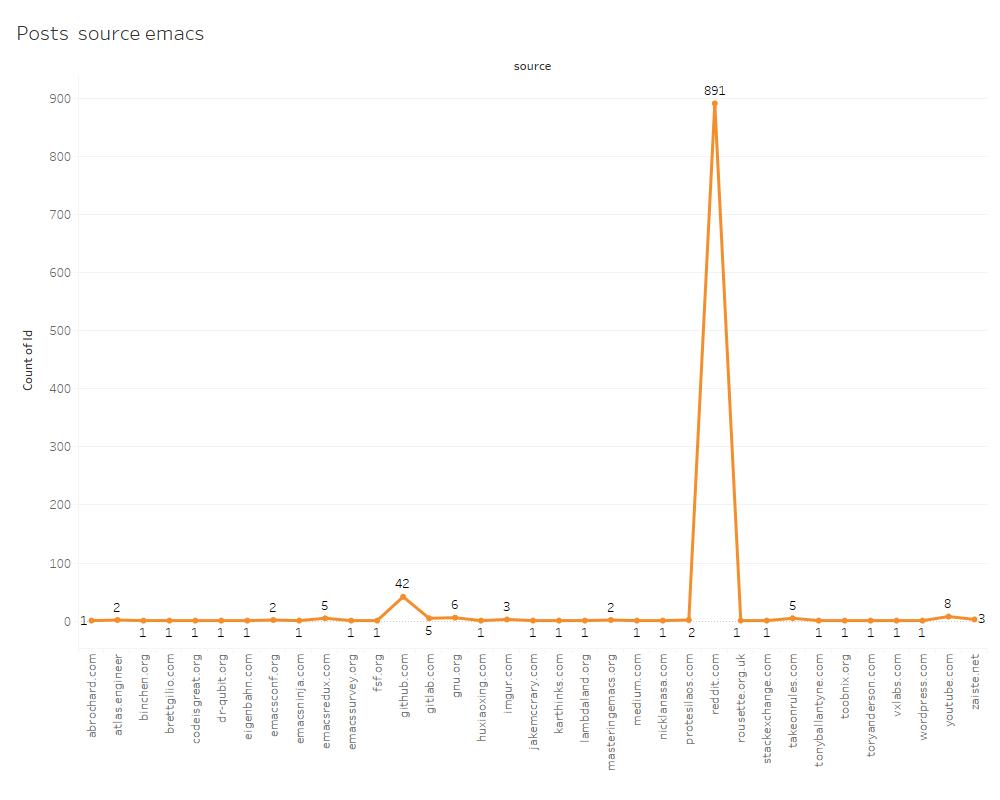 Posts source emacs
source
Count of Id
900
800
700
600
500
400
300
200
100
0
1
2
1
1
1
1
1
2
1
5
1
1
42
5
6
1
3
1
1
1
2
1
1
2
891
1
1
5
1
1
1
1
1
8
3
abrochard.com
atlas.engineer
binchen.org
brettgilio.com
codeisgreat.org
dr-qubit.org
eigenbahn.com
emacsconf.org
emacsninja.com
emacsredux.com
emacssurvey.org
fsf.org
github.com
gitlab.com
gnu.org
huxiaoxing.com
imgur.com
jakemccrary.com
karthinks.com
lambdaland.org
masteringemacs.org
medium.com
nicklanasa.com
protesilaos.com
reddit.com
rousette.org.uk
stackexchange.com
takeonrules.com
tonyballantyne.com
toobnix.org
toryanderson.com
vxlabs.com
wordpress.com
youtube.com
zaiste.net